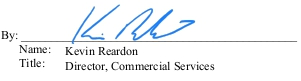 By:
Name: Kevin Reardon
Title: Director, Commercial Services